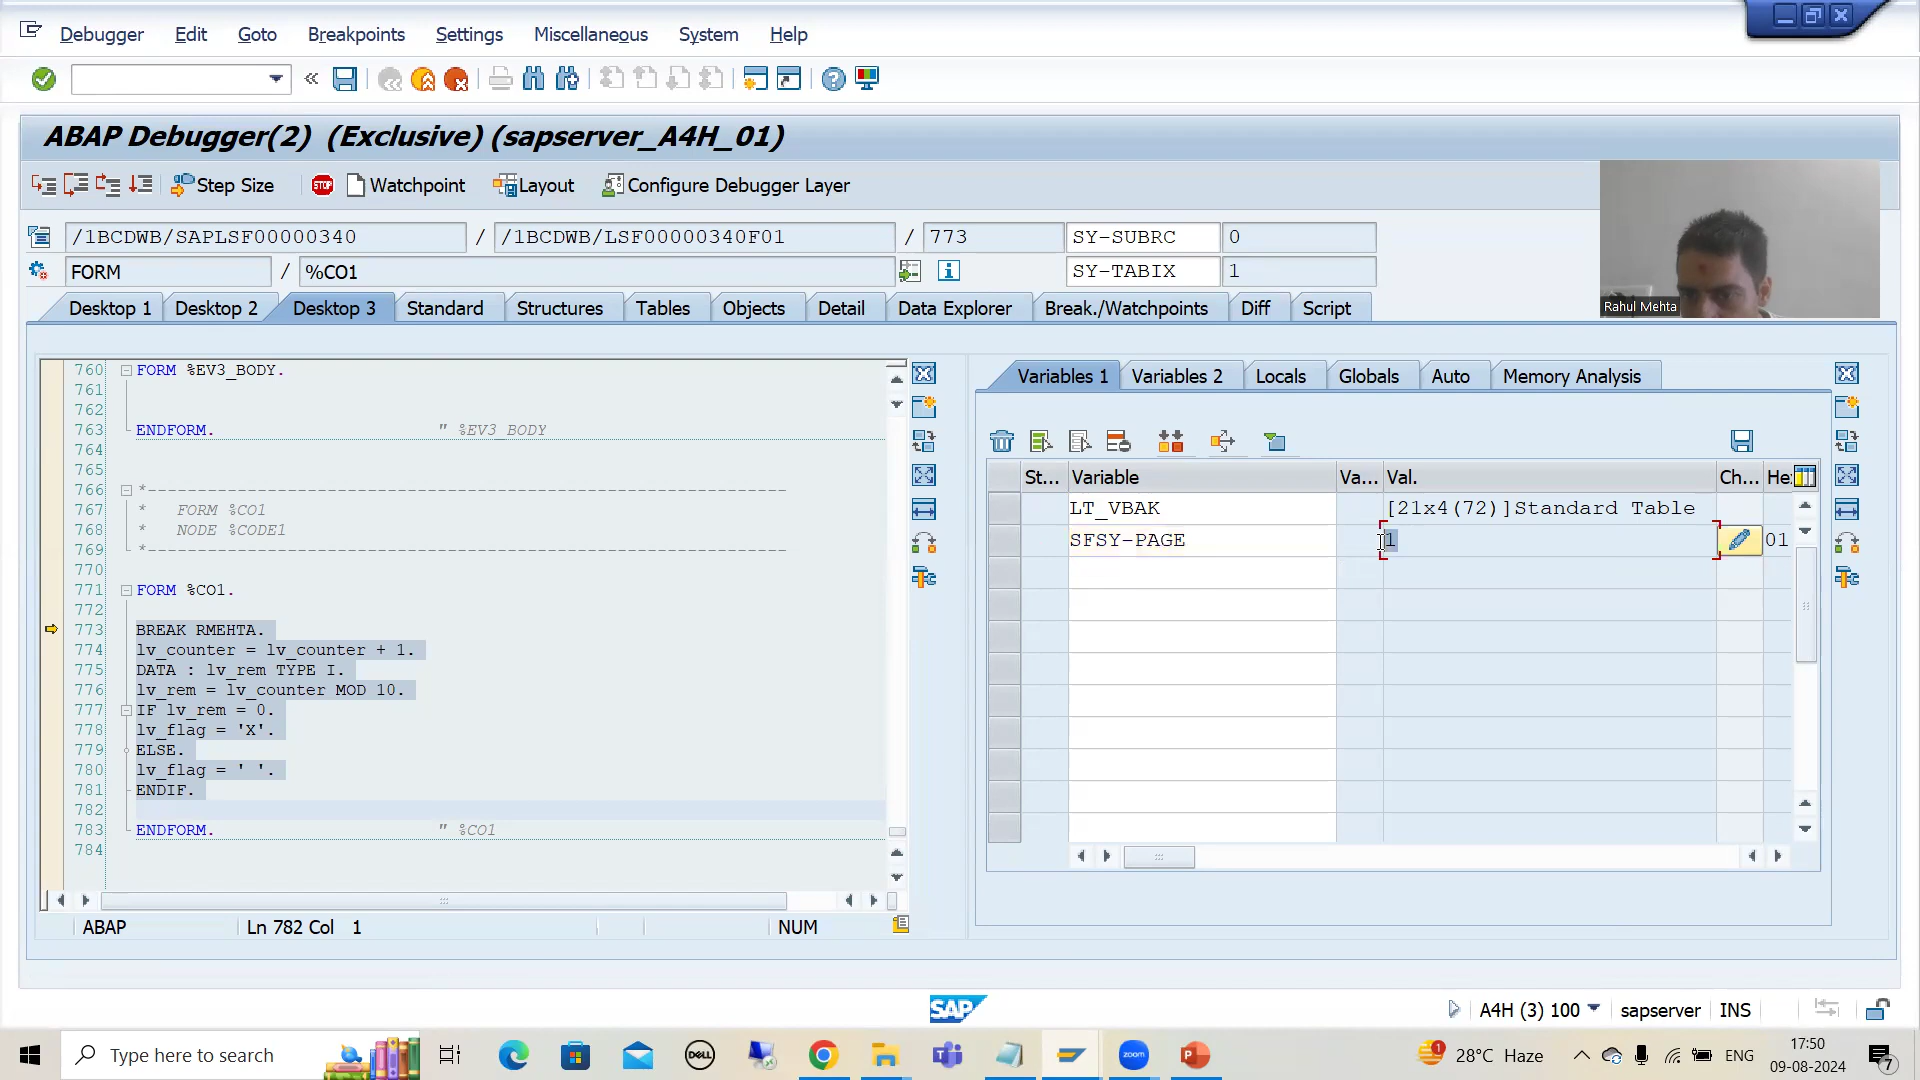 Debugger Edit Goto Breakpoints Settings Miscellaneous System Help
ABAP Debugger(2) (Exclusive) (sapserver_A4H_01)
Step Size STOP Watchpoint Layout Configure Debugger Layer
/1BCDWB/SAPLSF00000340 / /1BCDWB/LSF00000340F01 / 773 SY-SUBRC 0
FORM / %CO1 SY-TABIX 1
Rahul Mehta
Desktop 1 Desktop 2 Desktop 3 Standard Structures Tables Objects Detail Data Explorer Break./Watchpoints Diff Script
760 FORM %EV3_BODY.
761
762
763 ENDFORM. " %EV3_BODY
764
765
766 *----------------------------------------------------------------
767 * FORM %CO1
768 * NODE %CODE1
769 *----------------------------------------------------------------
770
771 FORM %CO1.
772
773 BREAK RMEHTA.
774 lv_counter = lv_counter + 1.
775 DATA : lv_rem TYPE I.
776 lv_rem = lv_counter MOD 10.
777 IF lv_rem = 0.
778 lv_flag = 'X'.
779 ELSE.
780 lv_flag = ' '.
781 ENDIF.
782
783 ENDFORM. " %CO1
784
ABAP Ln 782 Col 1 NUM
Variables 1 Variables 2 Locals Globals Auto Memory Analysis
St... Variable Va... Val. Ch... He
LT_VBAK [21x4(72)]Standard Table
SFSY-PAGE 1 01
SAP A4H (3) 100 sapserver INS
Type here to search DELL zoom 1 28°C Haze ENG 17:50
09-08-2024 7